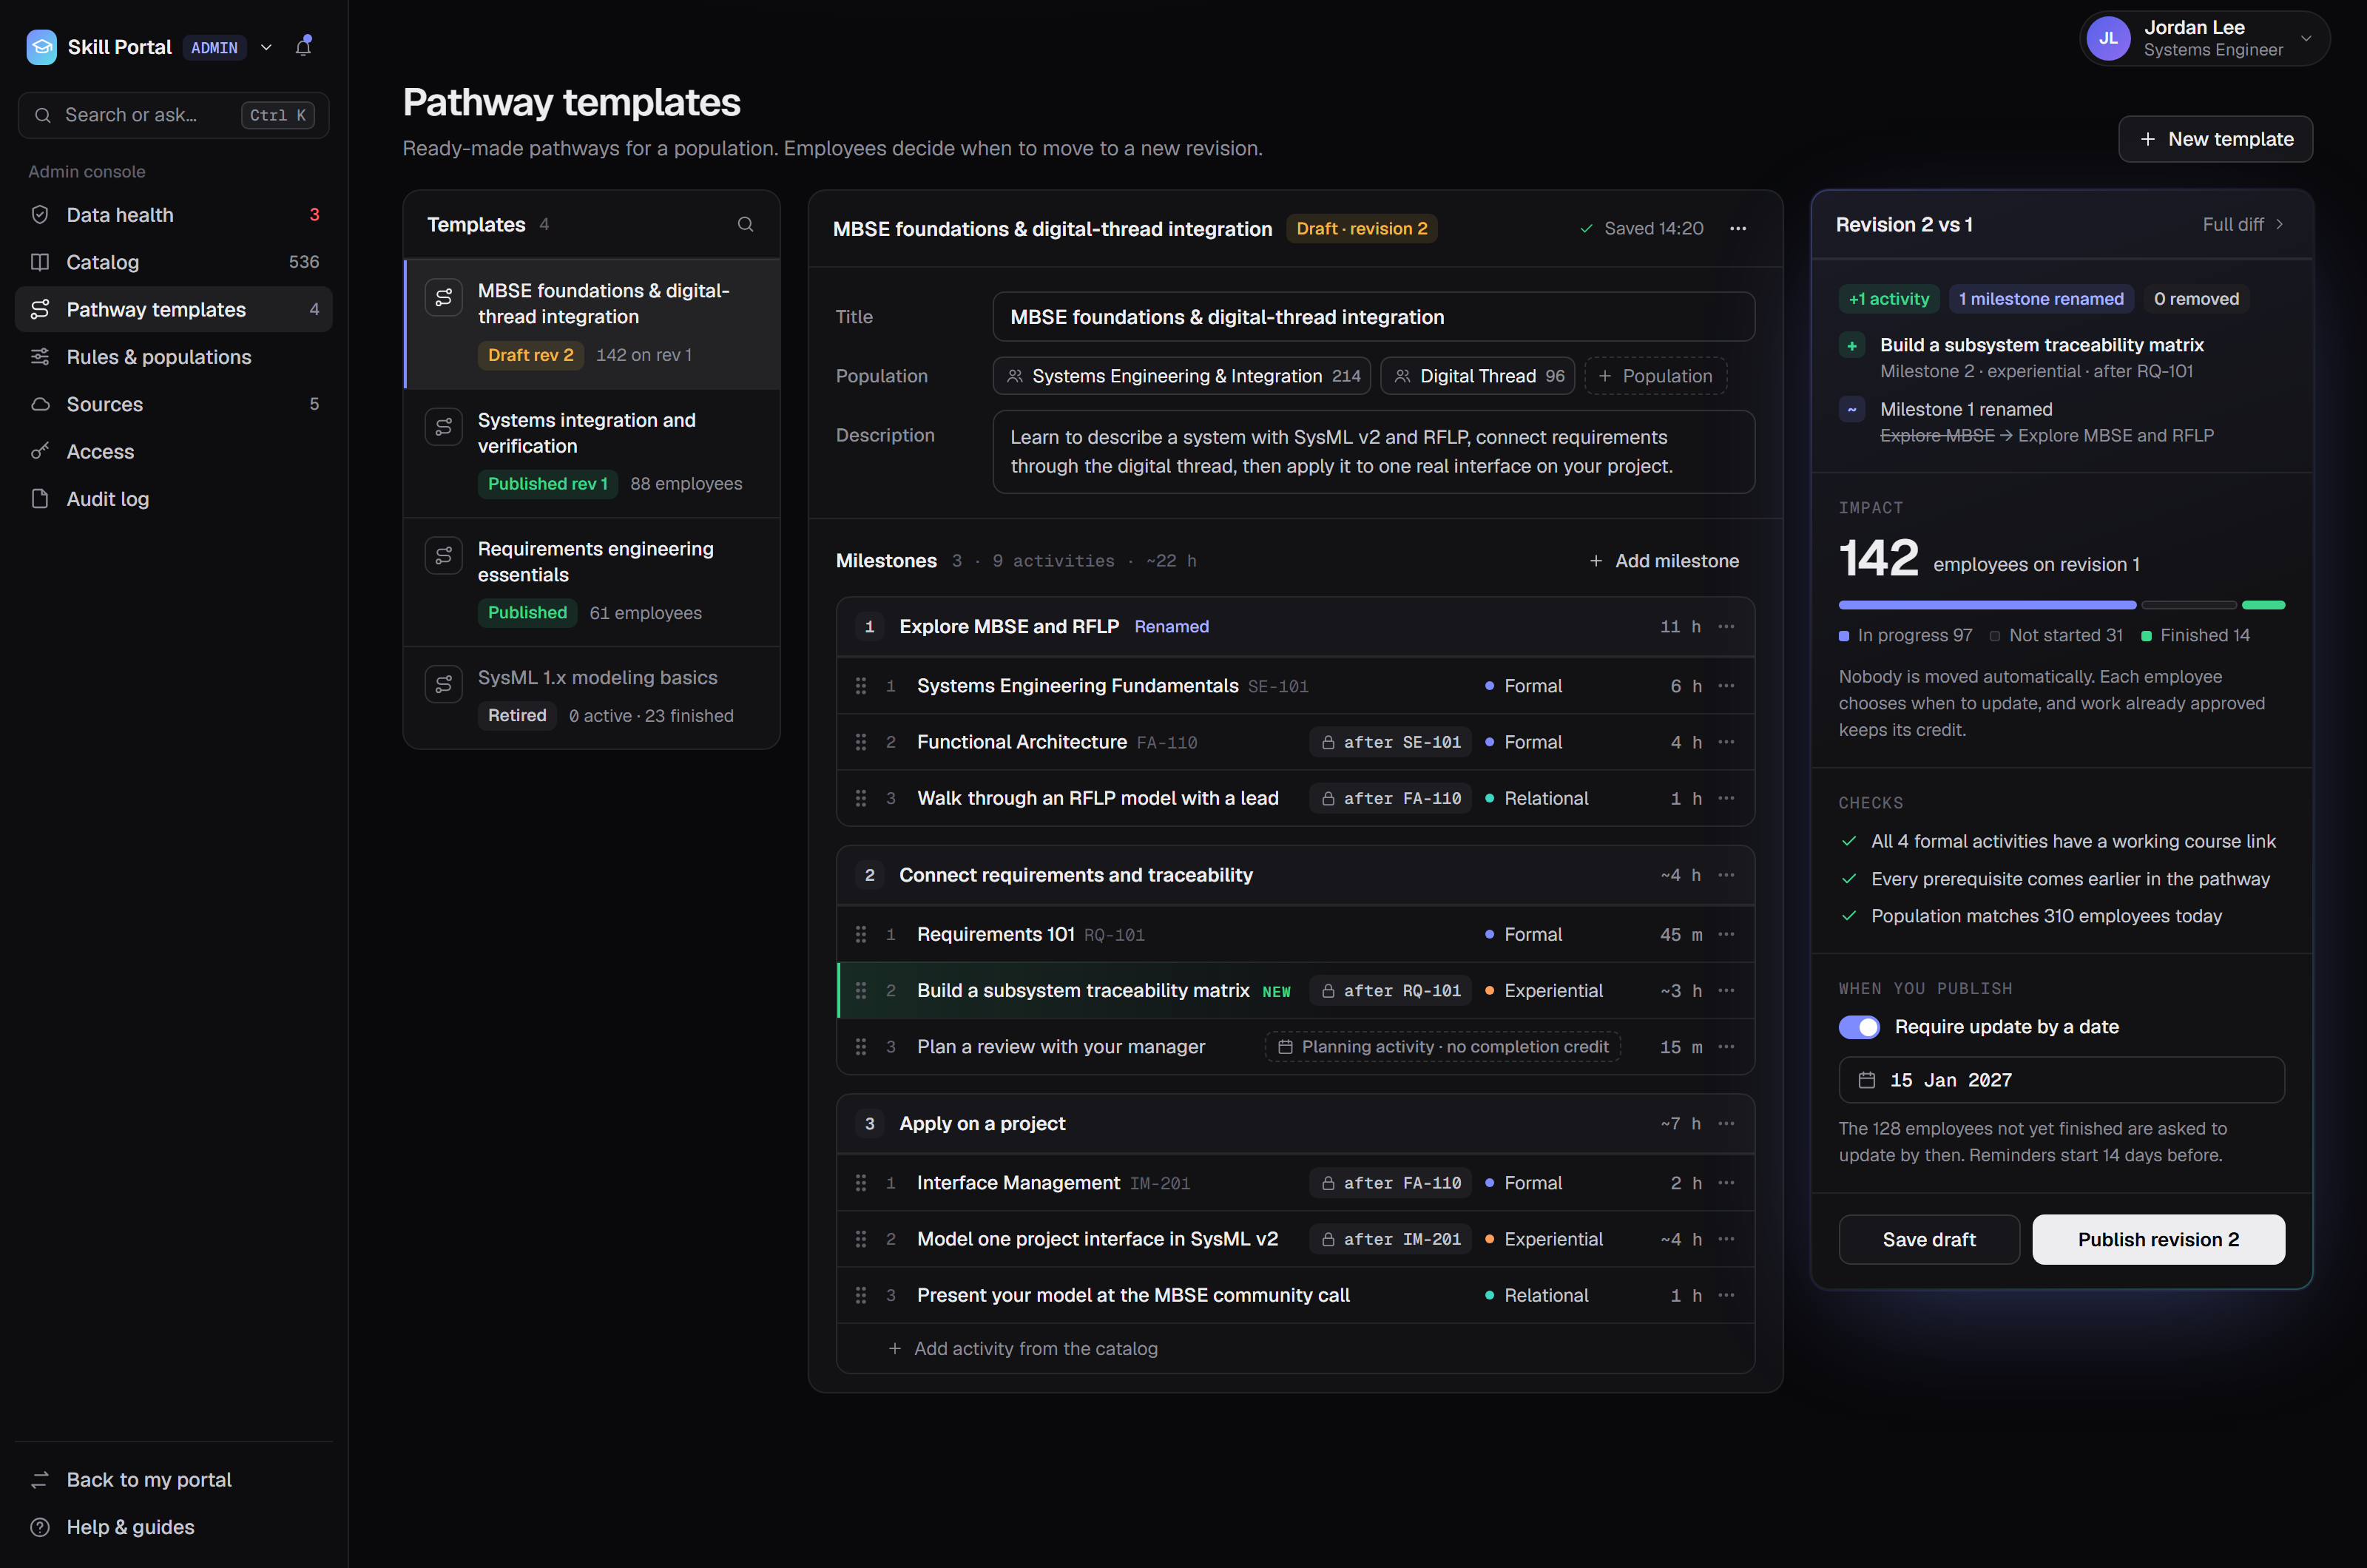 Skill Portal ADMIN
Search or ask... Ctrl K
Admin console
Data health 3
Catalog 536
Pathway templates 4
Rules & populations
Sources 5
Access
Audit log
Back to my portal
Help & guides
JL Jordan Lee
Systems Engineer
Pathway templates
Ready-made pathways for a population. Employees decide when to move to a new revision.
+ New template
Templates 4
MBSE foundations & digital-
thread integration
Draft rev 2 142 on rev 1
Systems integration and
verification
Published rev 1 88 employees
Requirements engineering
essentials
Published 61 employees
SysML 1.x modeling basics
Retired 0 active · 23 finished
MBSE foundations & digital-thread integration Draft · revision 2 Saved 14:20
Title MBSE foundations & digital-thread integration
Population Systems Engineering & Integration 214 Digital Thread 96 + Population
Description Learn to describe a system with SysML v2 and RFLP, connect requirements
through the digital thread, then apply it to one real interface on your project.
Milestones 3 · 9 activities · ~22 h + Add milestone
1 Explore MBSE and RFLP Renamed 11 h
1 Systems Engineering Fundamentals SE-101 Formal 6 h
2 Functional Architecture FA-110 after SE-101 Formal 4 h
3 Walk through an RFLP model with a lead after FA-110 Relational 1 h
2 Connect requirements and traceability ~4 h
1 Requirements 101 RQ-101 Formal 45 m
2 Build a subsystem traceability matrix NEW after RQ-101 Experiential ~3 h
3 Plan a review with your manager Planning activity · no completion credit 15 m
3 Apply on a project ~7 h
1 Interface Management IM-201 after FA-110 Formal 2 h
2 Model one project interface in SysML v2 after IM-201 Experiential ~4 h
3 Present your model at the MBSE community call Relational 1 h
+ Add activity from the catalog
Revision 2 vs 1 Full diff
+1 activity 1 milestone renamed 0 removed
+ Build a subsystem traceability matrix
Milestone 2 · experiential · after RQ-101
~ Milestone 1 renamed
Explore MBSE → Explore MBSE and RFLP
IMPACT
142 employees on revision 1
In progress 97 Not started 31 Finished 14
Nobody is moved automatically. Each employee
chooses when to update, and work already approved
keeps its credit.
CHECKS
All 4 formal activities have a working course link
Every prerequisite comes earlier in the pathway
Population matches 310 employees today
WHEN YOU PUBLISH
Require update by a date
15 Jan 2027
The 128 employees not yet finished are asked to
update by then. Reminders start 14 days before.
Save draft Publish revision 2